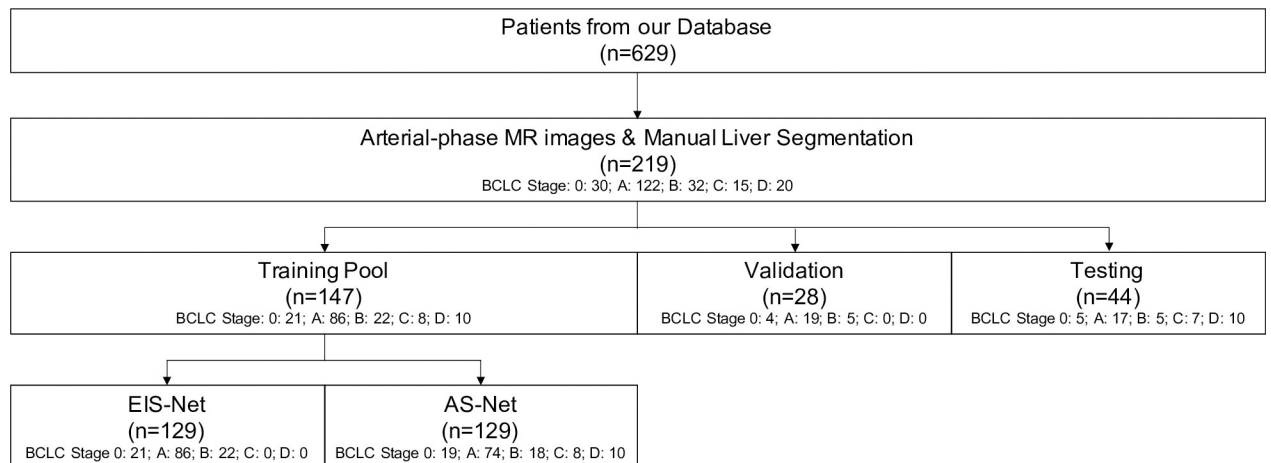 Patients from our Database
(n=629)
Arterial-phase MR images & Manual Liver Segmentation
(n=219)
BCLC Stage: 0: 30; A: 122; B: 32; C: 15; D: 20
Training Pool
(n=147)
BCLC Stage: 0: 21; A: 86; B: 22; C: 8; D: 10
Validation
(n=28)
BCLC Stage 0: 4; A: 19; B: 5; C: 0; D: 0
Testing
(n=44)
BCLC Stage 0: 5; A: 17; B: 5; C: 7; D: 10
EIS-Net
(n=129)
BCLC Stage 0: 21; A: 86; B: 22; C: 0; D: 0
AS-Net
(n=129)
BCLC Stage 0: 19; A: 74; B: 18; C: 8; D: 10